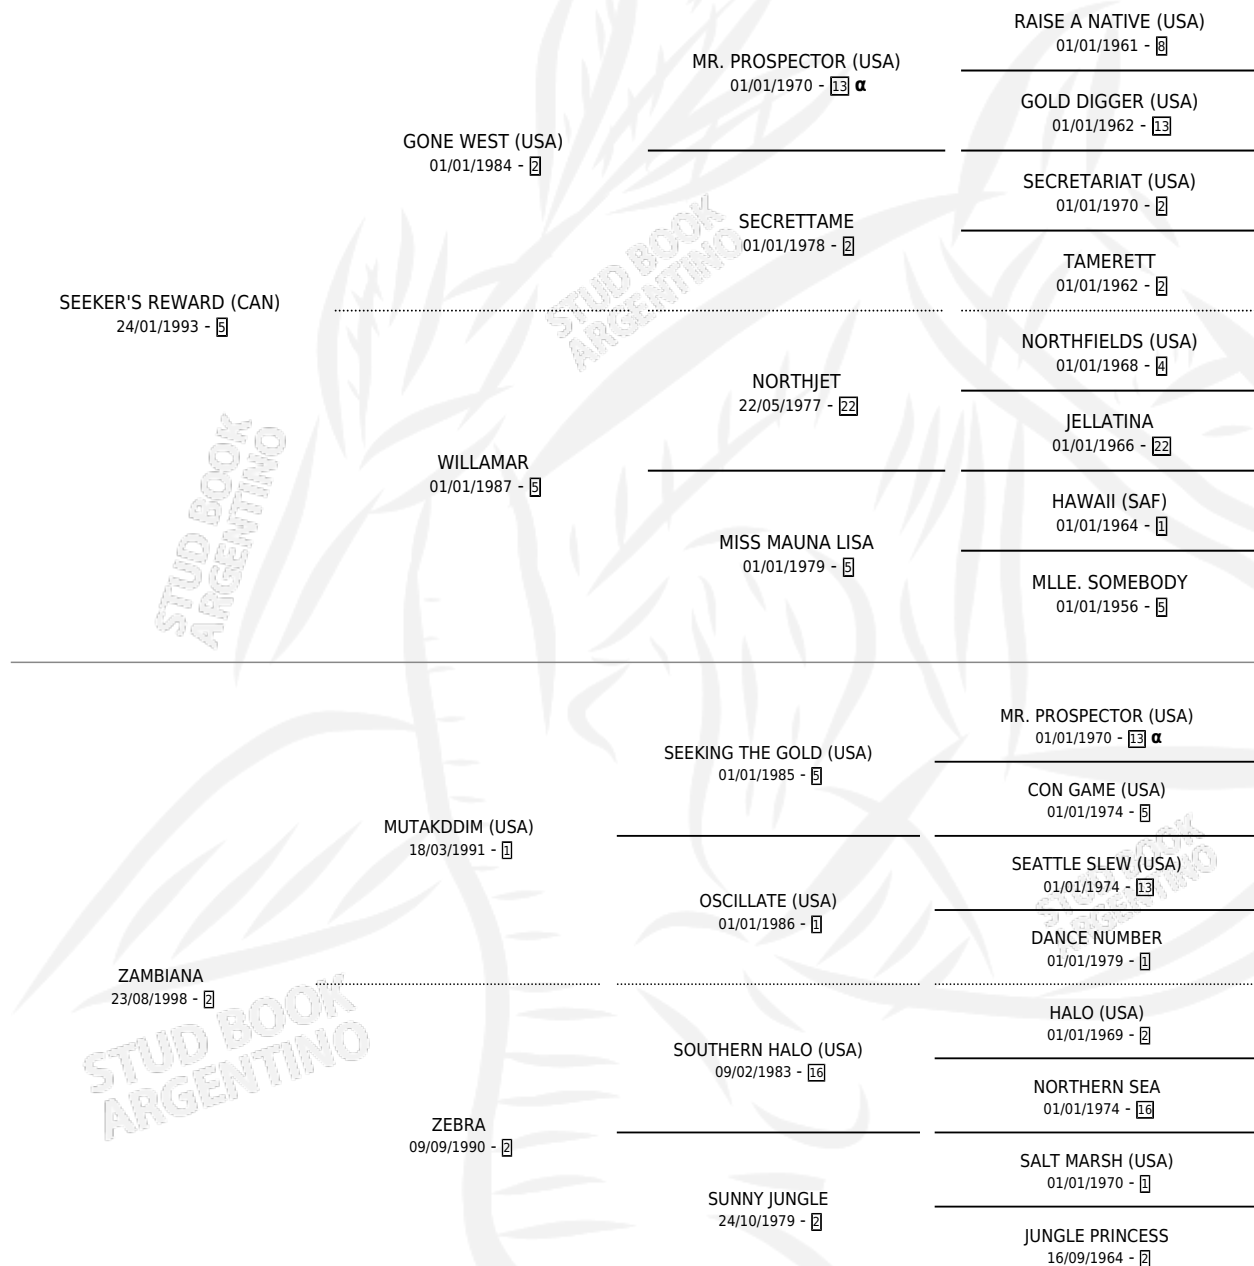 RAISE A NATIVE (USA)
01/01/1961 - 8
MR. PROSPECTOR (USA)
01/01/1970 - 13 α
GOLD DIGGER (USA)
01/01/1962 - 13
GONE WEST (USA)
01/01/1984 - 2
SECRETARIAT (USA)
01/01/1970 - 2
SECRETTAME
01/01/1978 - 2
TAMERETT
01/01/1962 - 2
SEEKER'S REWARD (CAN)
24/01/1993 - 5
NORTHFIELDS (USA)
01/01/1968 - 4
NORTHJET
22/05/1977 - 22
JELLATINA
01/01/1966 - 22
WILLAMAR
01/01/1987 - 5
HAWAII (SAF)
01/01/1964 - 1
MISS MAUNA LISA
01/01/1979 - 5
MLLE. SOMEBODY
01/01/1956 - 5
MR. PROSPECTOR (USA)
01/01/1970 - 13 α
SEEKING THE GOLD (USA)
01/01/1985 - 5
CON GAME (USA)
01/01/1974 - 5
MUTAKDDIM (USA)
18/03/1991 - 1
SEATTLE SLEW (USA)
01/01/1974 - 13
OSCILLATE (USA)
01/01/1986 - 1
DANCE NUMBER
01/01/1979 - 1
ZAMBIANA
23/08/1998 - 2
HALO (USA)
01/01/1969 - 2
SOUTHERN HALO (USA)
09/02/1983 - 16
NORTHERN SEA
01/01/1974 - 16
ZEBRA
09/09/1990 - 2
SALT MARSH (USA)
01/01/1970 - 1
SUNNY JUNGLE
24/10/1979 - 2
JUNGLE PRINCESS
16/09/1964 - 2
STUD BOOK
ARGENTINO
STUD BOOK
ARGENTINO
STUD BOOK
ARGENTINO
STUD BOOK
ARGENTINO